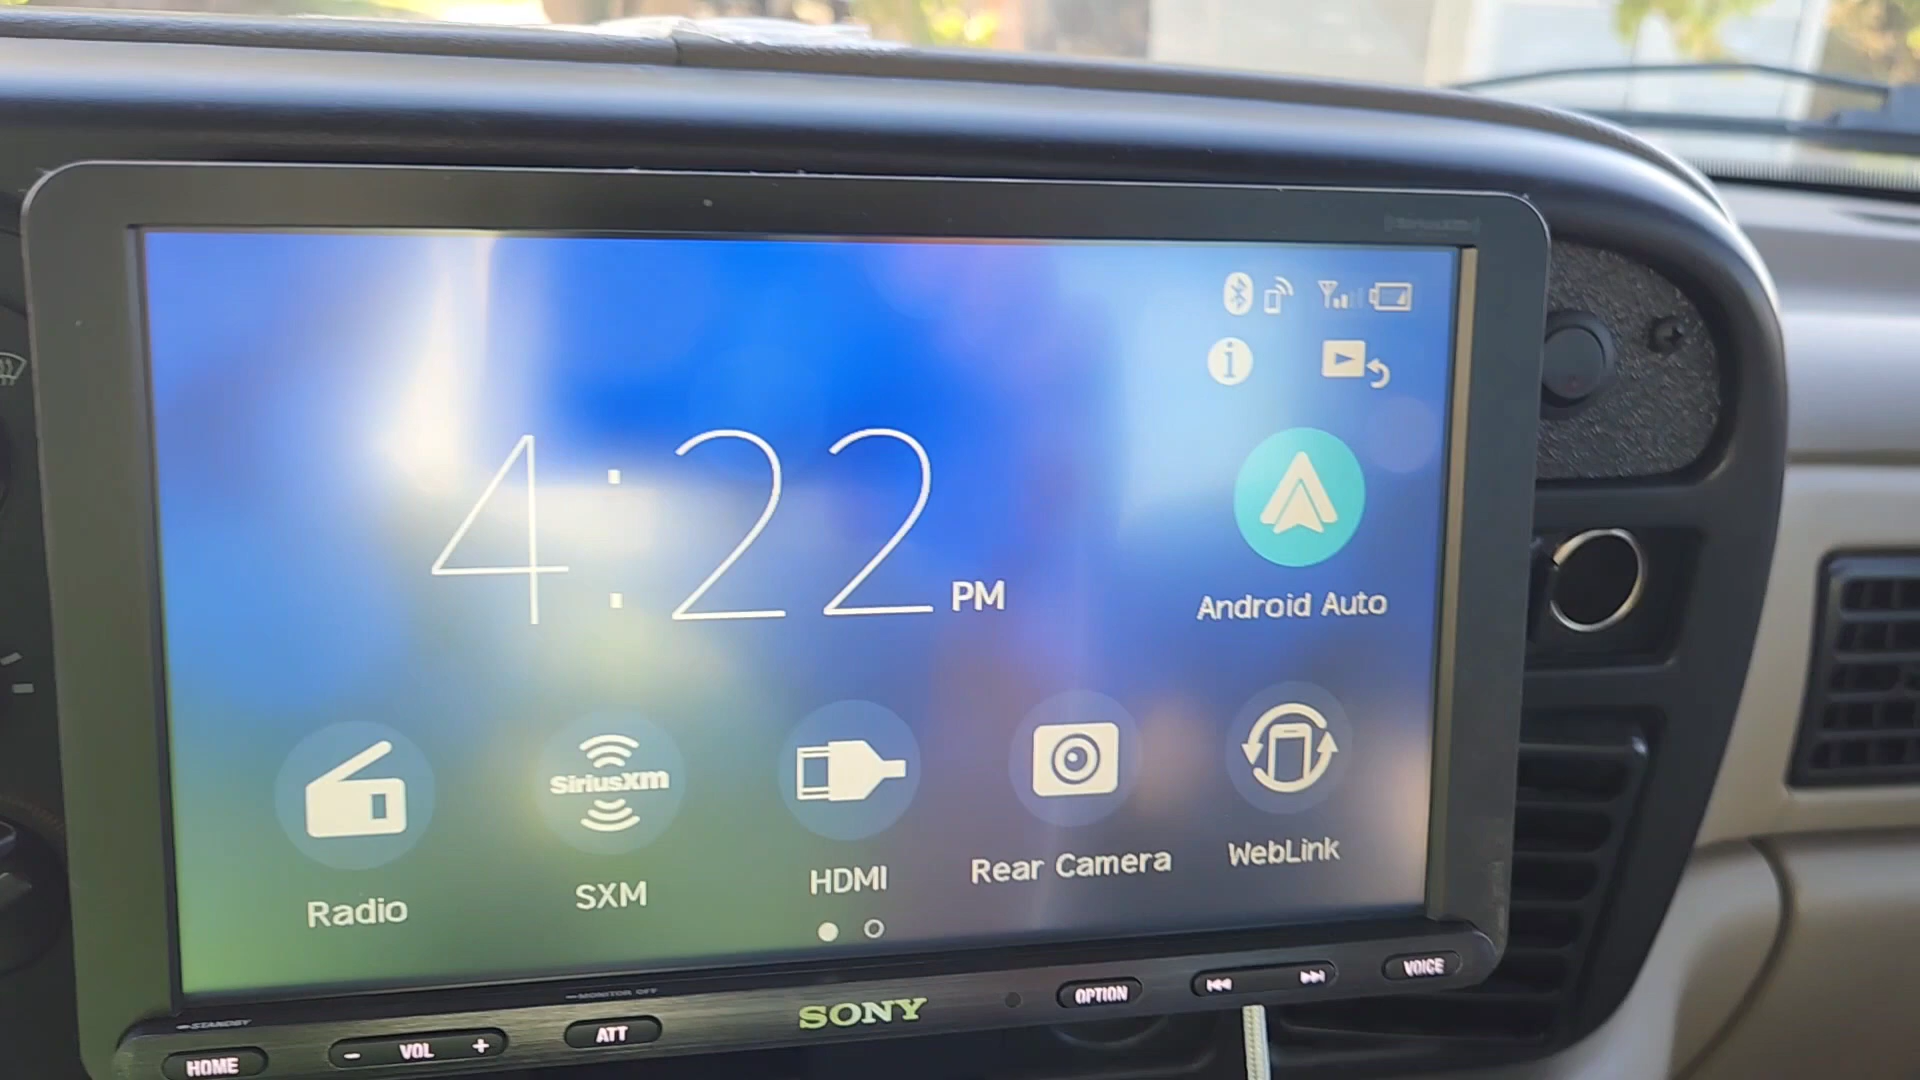 SiriusXm
i
4:22 PM
Android Auto
SiriusXm
Radio
SXM
HDMI
Rear Camera
WebLink
STANDBY
MONITOR OFF
HOME
- VOL +
ATT
SONY
OPTION
VOICE